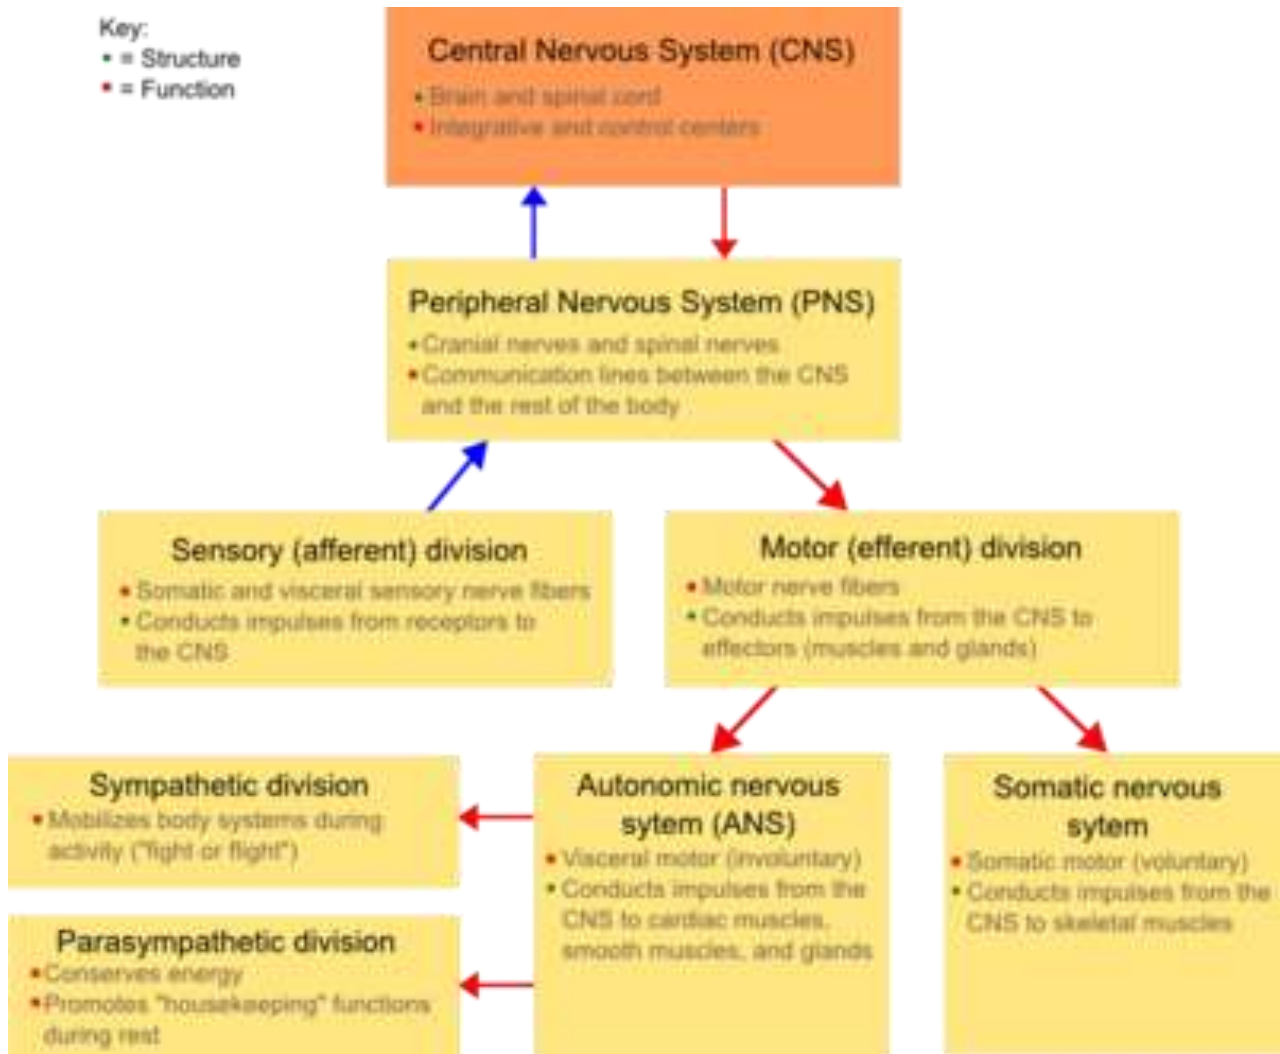 Key:
• = Structure
• = Function
Central Nervous System (CNS)
• Brain and spinal cord
• Integrative and control centers
Peripheral Nervous System (PNS)
• Cranial nerves and spinal nerves
• Communication lines between the CNS
and the rest of the body
Sensory (afferent) division
• Somatic and visceral sensory nerve fibers
• Conducts impulses from receptors to
the CNS
Motor (efferent) division
• Motor nerve fibers
• Conducts impulses from the CNS to
effectors (muscles and glands)
Sympathetic division
• Mobilizes body systems during
activity ("fight or flight")
Parasympathetic division
• Conserves energy
• Promotes "housekeeping" functions
during rest
Autonomic nervous
sytem (ANS)
• Visceral motor (involuntary)
• Conducts impulses from the
CNS to cardiac muscles,
smooth muscles, and glands
Somatic nervous
sytem
• Somatic motor (voluntary)
• Conducts impulses from the
CNS to skeletal muscles